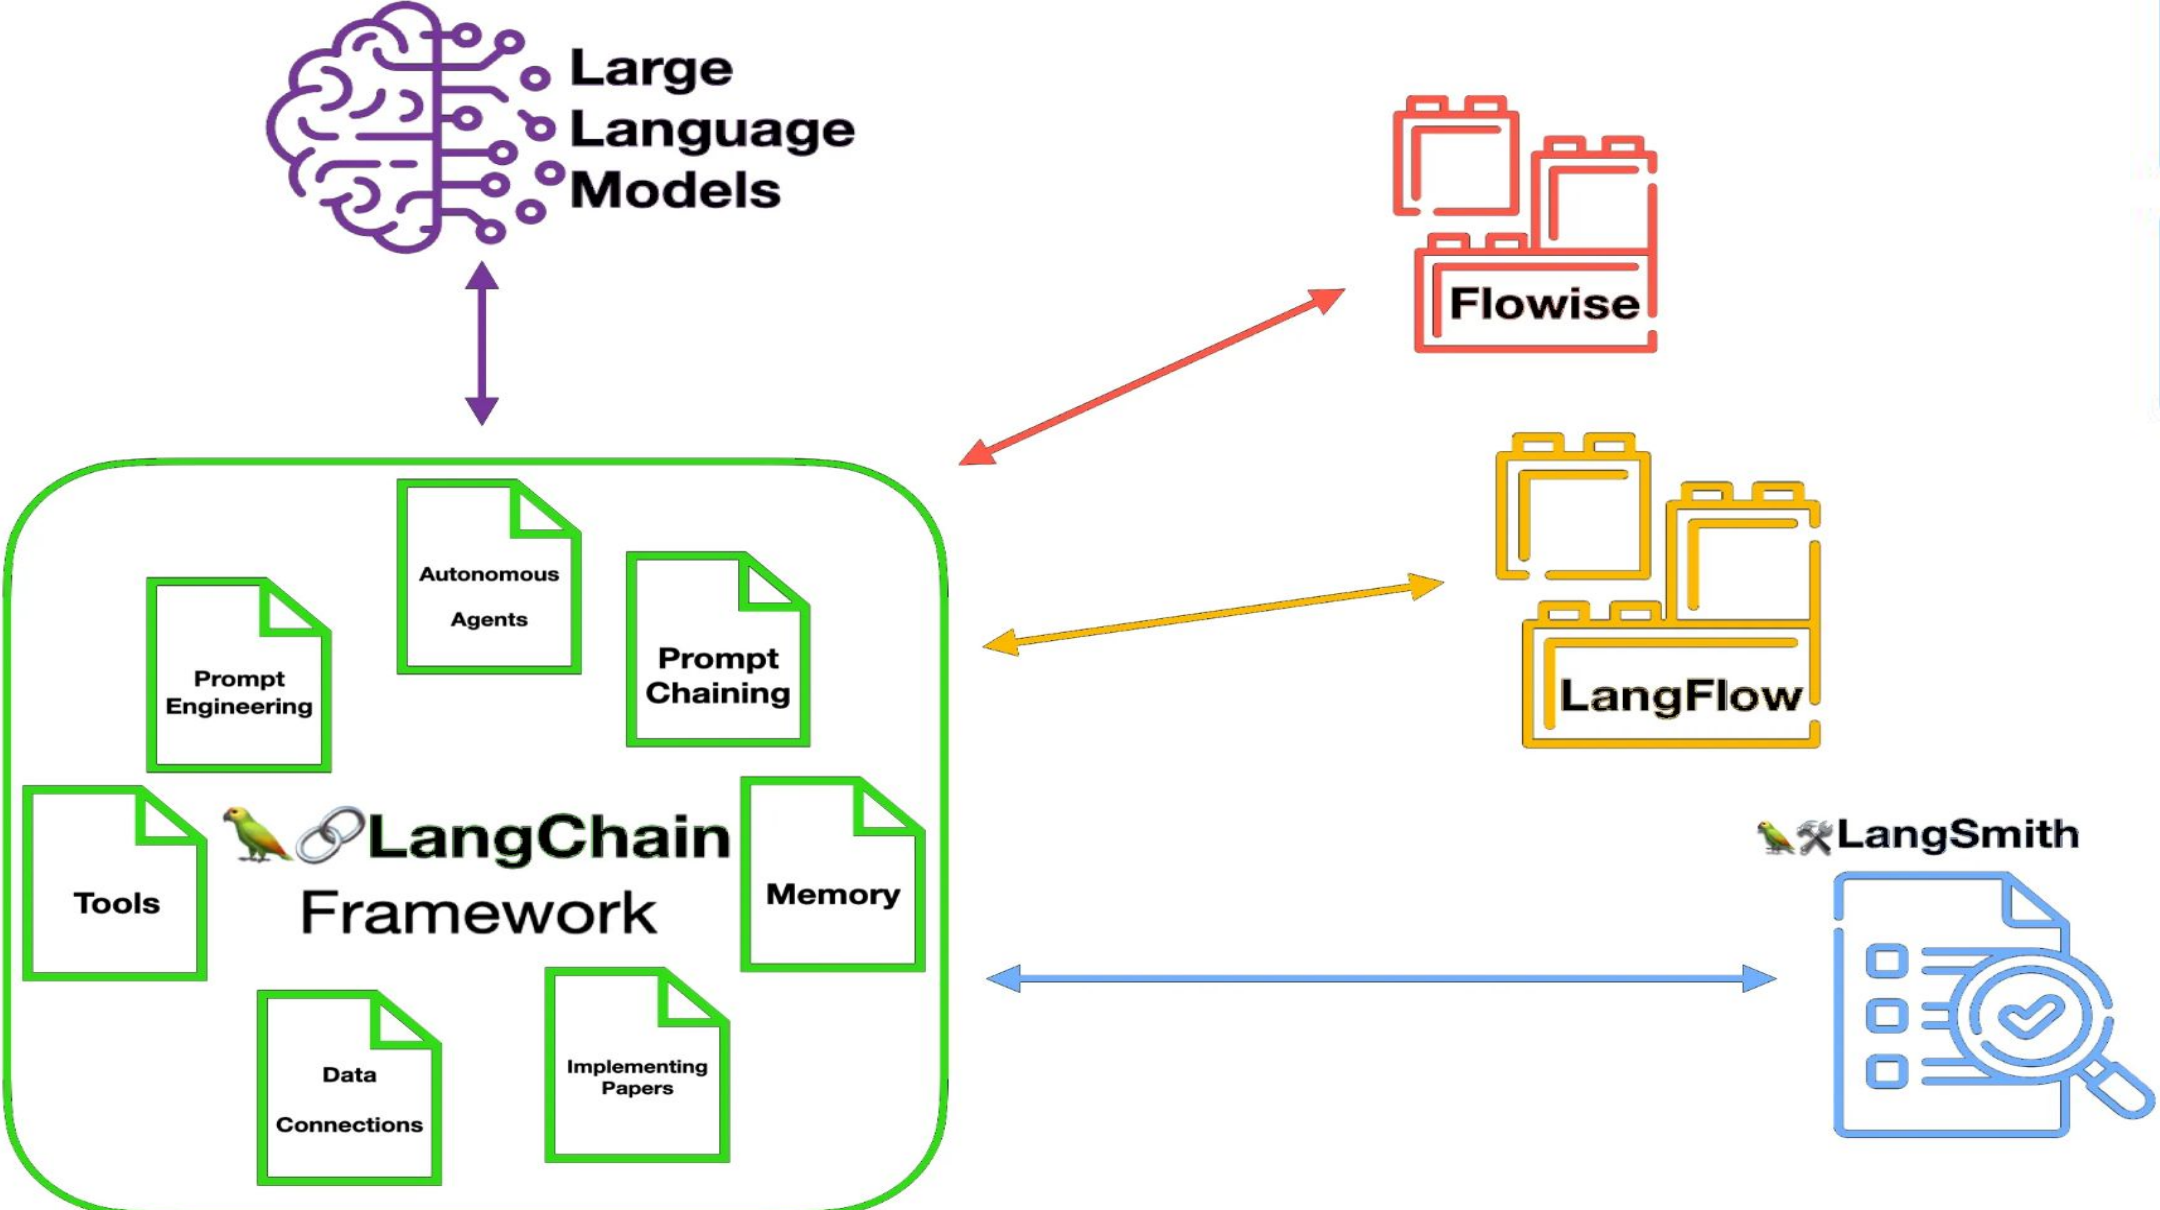 Large
Language
Models
Flowise
LangFlow
Autonomous
Agents
Prompt
Chaining
Prompt
Engineering
LangChain
Framework
Tools
Memory
Data
Connections
Implementing
Papers
LangSmith